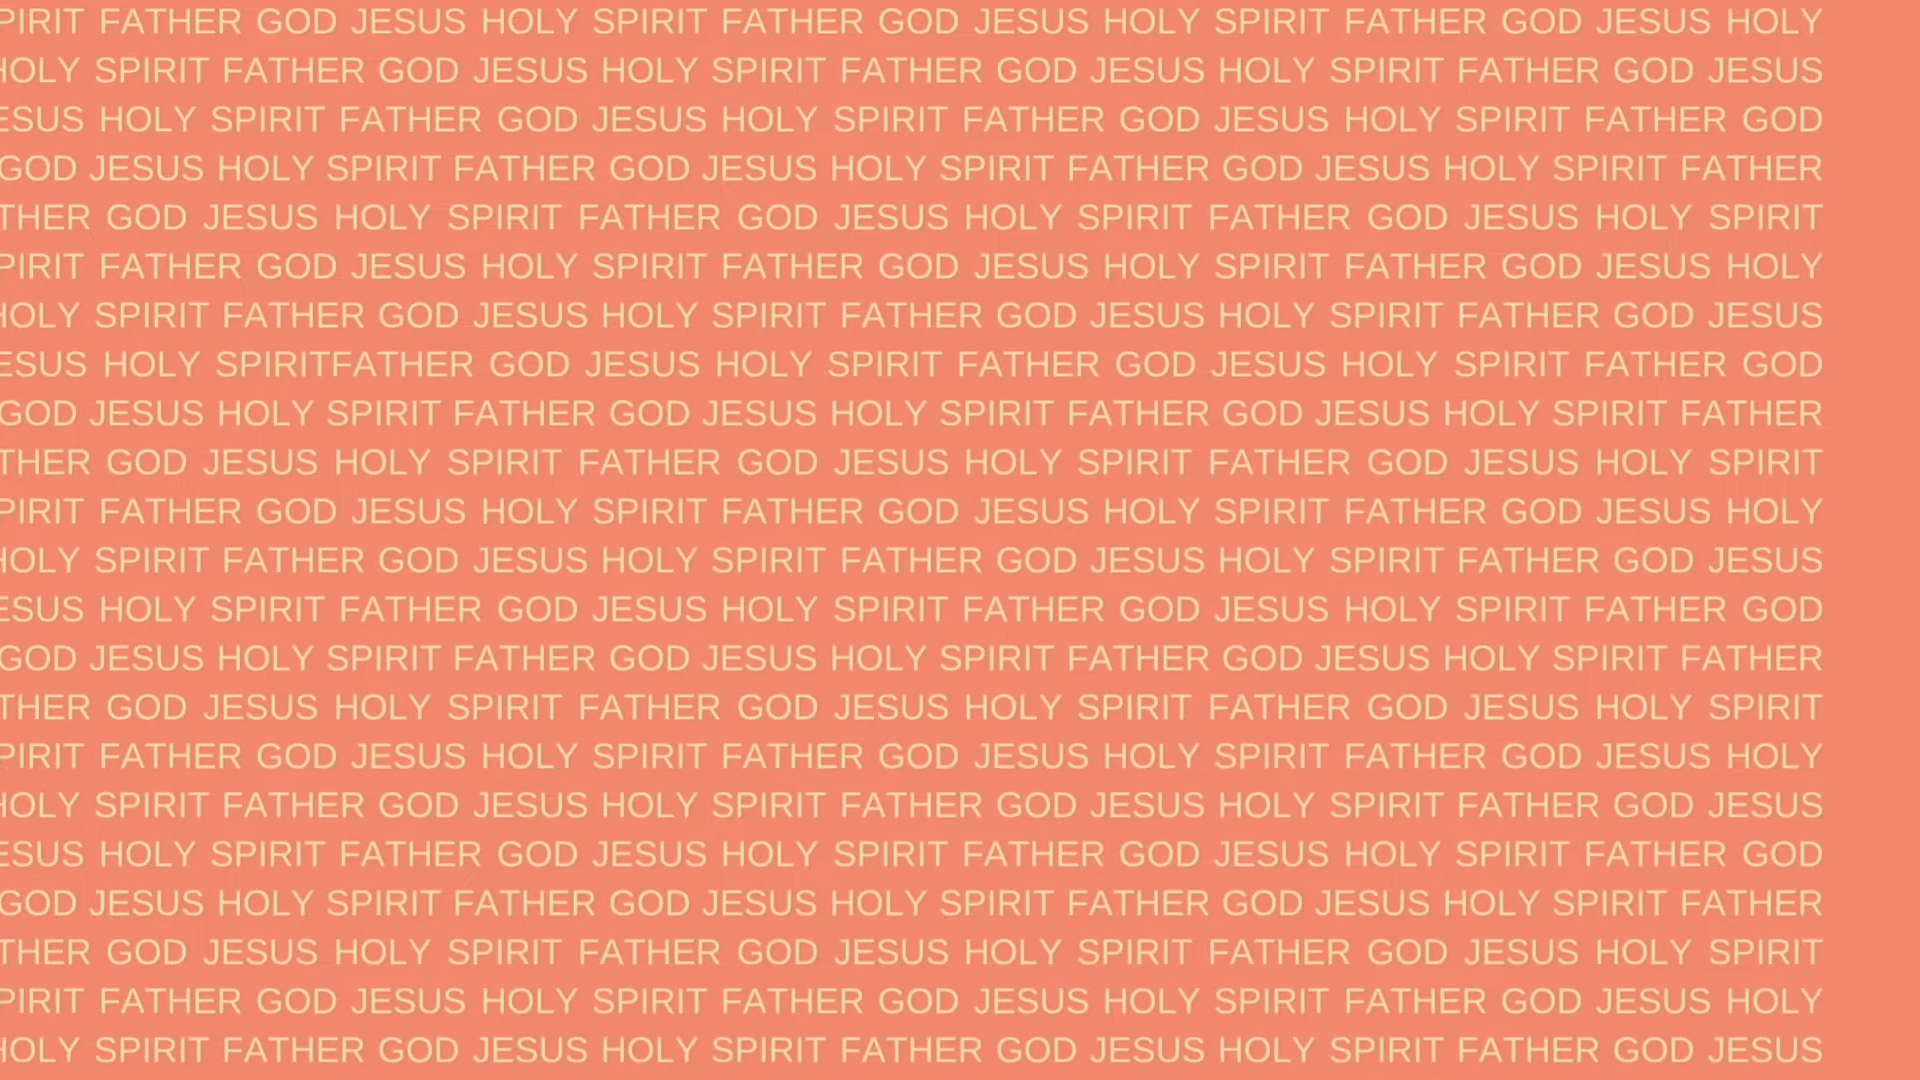 PIRIT FATHER GOD JESUS HOLY SPIRIT FATHER GOD JESUS HOLY SPIRIT FATHER GOD JESUS HOLY
HOLY SPIRIT FATHER GOD JESUS HOLY SPIRIT FATHER GOD JESUS HOLY SPIRIT FATHER GOD JESUS
ESUS HOLY SPIRIT FATHER GOD JESUS HOLY SPIRIT FATHER GOD JESUS HOLY SPIRIT FATHER GOD
GOD JESUS HOLY SPIRIT FATHER GOD JESUS HOLY SPIRIT FATHER GOD JESUS HOLY SPIRIT FATHER
THER GOD JESUS HOLY SPIRIT FATHER GOD JESUS HOLY SPIRIT FATHER GOD JESUS HOLY SPIRIT
PIRIT FATHER GOD JESUS HOLY SPIRIT FATHER GOD JESUS HOLY SPIRIT FATHER GOD JESUS HOLY
HOLY SPIRIT FATHER GOD JESUS HOLY SPIRIT FATHER GOD JESUS HOLY SPIRIT FATHER GOD JESUS
ESUS HOLY SPIRITFATHER GOD JESUS HOLY SPIRIT FATHER GOD JESUS HOLY SPIRIT FATHER GOD
GOD JESUS HOLY SPIRIT FATHER GOD JESUS HOLY SPIRIT FATHER GOD JESUS HOLY SPIRIT FATHER
THER GOD JESUS HOLY SPIRIT FATHER GOD JESUS HOLY SPIRIT FATHER GOD JESUS HOLY SPIRIT
PIRIT FATHER GOD JESUS HOLY SPIRIT FATHER GOD JESUS HOLY SPIRIT FATHER GOD JESUS HOLY
HOLY SPIRIT FATHER GOD JESUS HOLY SPIRIT FATHER GOD JESUS HOLY SPIRIT FATHER GOD JESUS
ESUS HOLY SPIRIT FATHER GOD JESUS HOLY SPIRIT FATHER GOD JESUS HOLY SPIRIT FATHER GOD
GOD JESUS HOLY SPIRIT FATHER GOD JESUS HOLY SPIRIT FATHER GOD JESUS HOLY SPIRIT FATHER
THER GOD JESUS HOLY SPIRIT FATHER GOD JESUS HOLY SPIRIT FATHER GOD JESUS HOLY SPIRIT
PIRIT FATHER GOD JESUS HOLY SPIRIT FATHER GOD JESUS HOLY SPIRIT FATHER GOD JESUS HOLY
HOLY SPIRIT FATHER GOD JESUS HOLY SPIRIT FATHER GOD JESUS HOLY SPIRIT FATHER GOD JESUS
ESUS HOLY SPIRIT FATHER GOD JESUS HOLY SPIRIT FATHER GOD JESUS HOLY SPIRIT FATHER GOD
GOD JESUS HOLY SPIRIT FATHER GOD JESUS HOLY SPIRIT FATHER GOD JESUS HOLY SPIRIT FATHER
THER GOD JESUS HOLY SPIRIT FATHER GOD JESUS HOLY SPIRIT FATHER GOD JESUS HOLY SPIRIT
PIRIT FATHER GOD JESUS HOLY SPIRIT FATHER GOD JESUS HOLY SPIRIT FATHER GOD JESUS HOLY
HOLY SPIRIT FATHER GOD JESUS HOLY SPIRIT FATHER GOD JESUS HOLY SPIRIT FATHER GOD JESUS